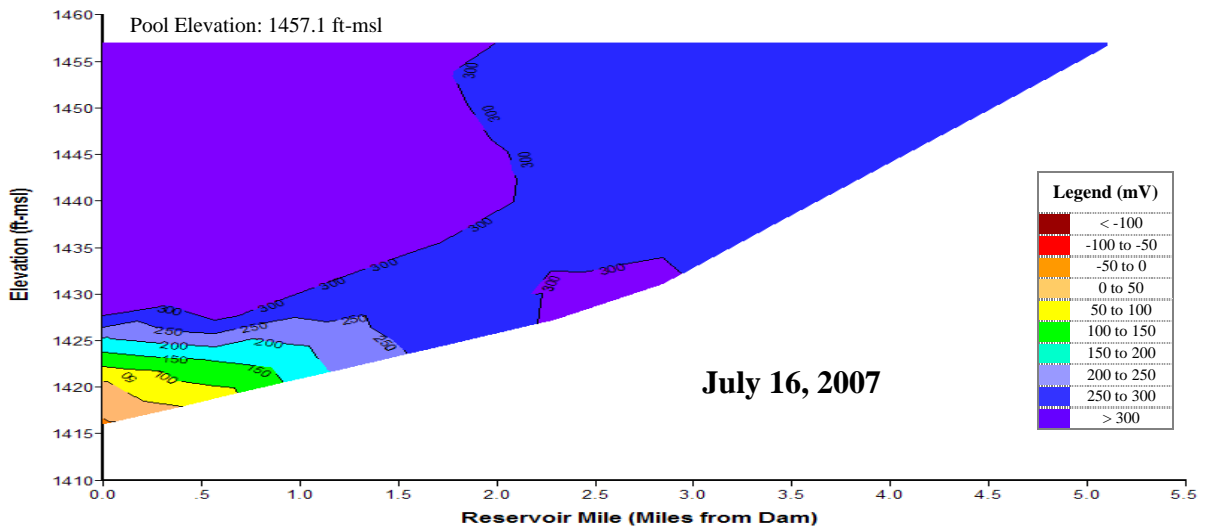 Pool Elevation: 1457.1 ft-msl
1460
1455
1450
1445
1440
1435
1430
1425
1420
1415
1410
Elevation (ft-msl)
300
300
300
300
300
300
300
300
300
300
250
250
250
250
200
200
150
150
100
50
Legend (mV)
< -100
-100 to -50
-50 to 0
0 to 50
50 to 100
100 to 150
150 to 200
200 to 250
250 to 300
> 300
July 16, 2007
0.0 .5 1.0 1.5 2.0 2.5 3.0 3.5 4.0 4.5 5.0 5.5
Reservoir Mile (Miles from Dam)